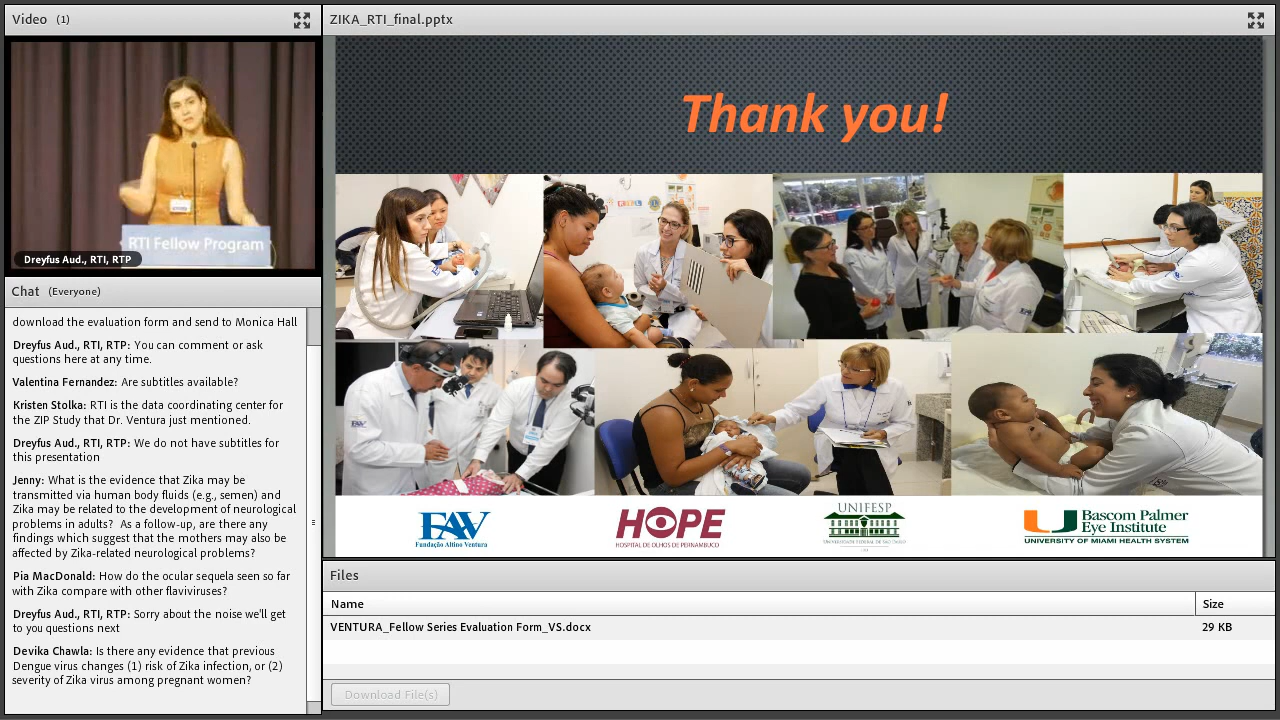 Video (1)
RTI Fellow Program
Dreyfus Aud., RTI, RTP
Chat (Everyone)
download the evaluation form and send to Monica Hall
Dreyfus Aud., RTI, RTP: You can comment or ask
questions here at any time.
Valentina Fernandez: Are subtitles available?
Kristen Stolka: RTI is the data coordinating center for
the ZIP Study that Dr. Ventura just mentioned.
Dreyfus Aud., RTI, RTP: We do not have subtitles for
this presentation
Jenny: What is the evidence that Zika may be
transmitted via human body fluids (e.g., semen) and
Zika may be related to the development of neurological
problems in adults? As a follow-up, are there any
findings which suggest that mothers may also be
affected by Zika-related neurological problems?
Pia MacDonald: How do the ocular sequela seen so far
with Zika compare with other flaviviruses?
Dreyfus Aud., RTI, RTP: Sorry about the noise we'll get
to you questions next
Devika Chawla: Is there any evidence that previous
Dengue virus changes (1) risk of Zika infection, or (2)
severity of Zika virus among pregnant women?
ZIKA_RTI_final.pptx
Thank you!
FAV
Fundação Altino Ventura
HOPE
HOSPITAL DE OLHOS DE PERNAMBUCO
UNIFESP
UNIVERSIDADE FEDERAL DE SÃO PAULO
Bascom Palmer
Eye Institute
UNIVERSITY OF MIAMI HEALTH SYSTEM
Files
Name Size
VENTURA_Fellow Series Evaluation Form_VS.docx 29 KB
Download File(s)